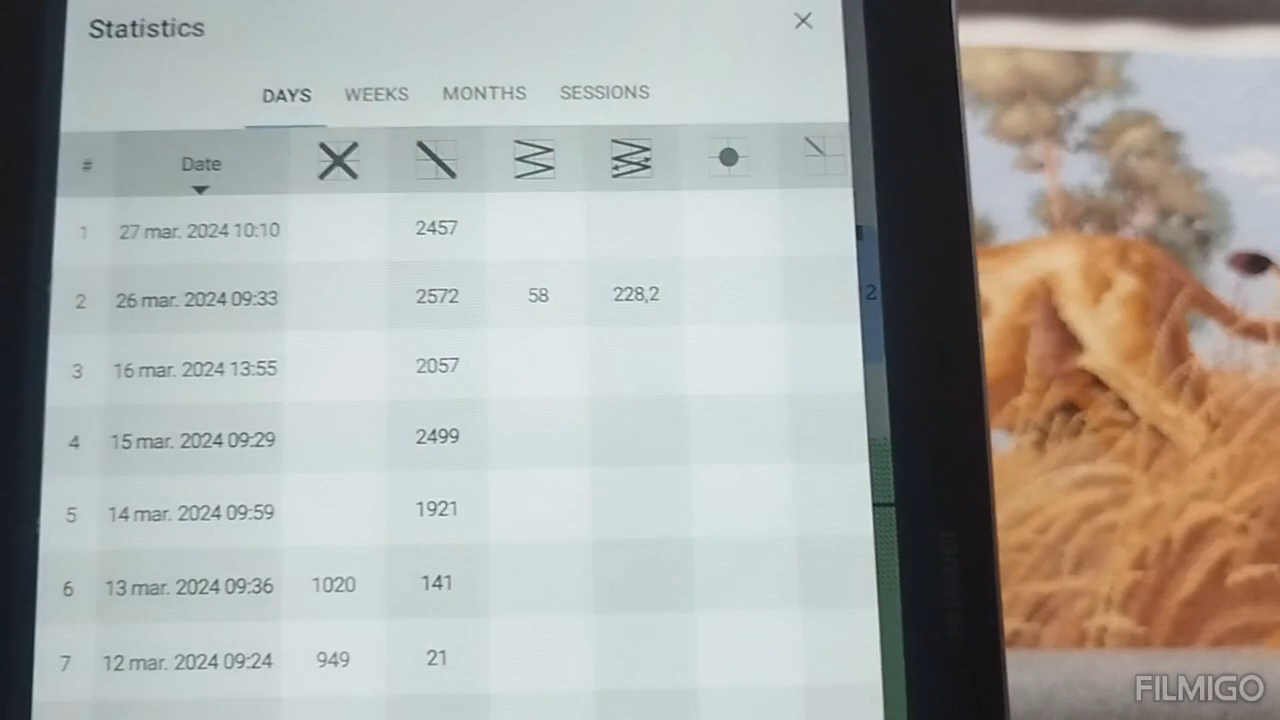 Statistics
DAYS WEEKS MONTHS SESSIONS
# Date
1 27 mar. 2024 10:10 2457
2 26 mar. 2024 09:33 2572 58 228,2
3 16 mar. 2024 13:55 2057
4 15 mar. 2024 09:29 2499
5 14 mar. 2024 09:59 1921
6 13 mar. 2024 09:36 1020 141
7 12 mar. 2024 09:24 949 21
2
HUAWEI
FILMIGO